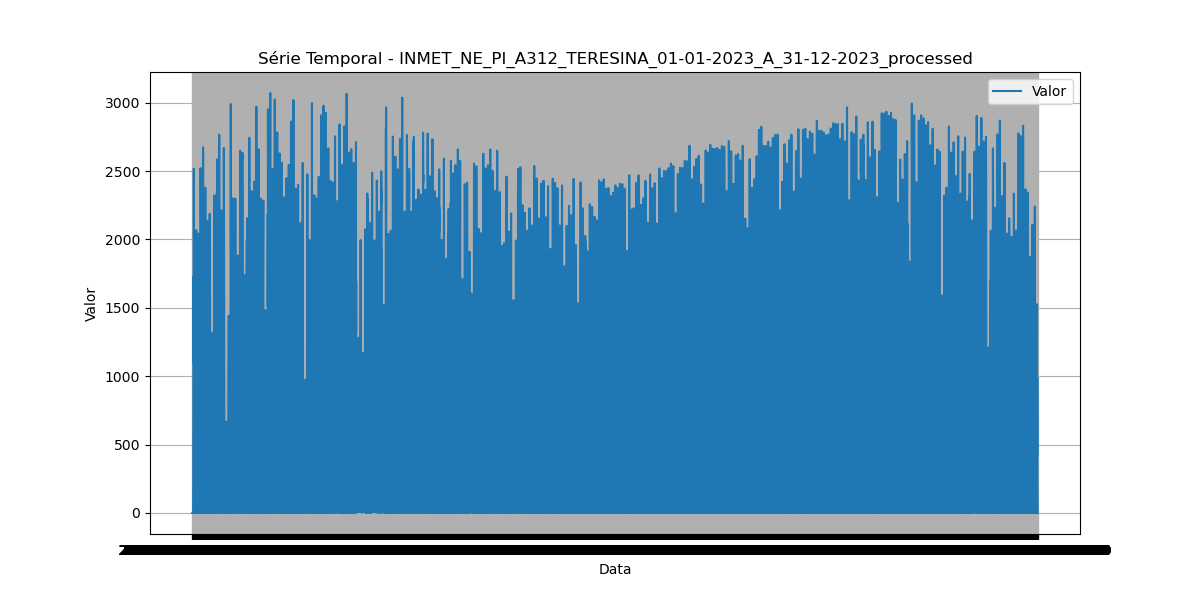 Série Temporal - INMET_NE_PI_A312_TERESINA_01-01-2023_A_31-12-2023_processed
Valor
3000
2500
2000
1500
1000
500
0
Valor
Data